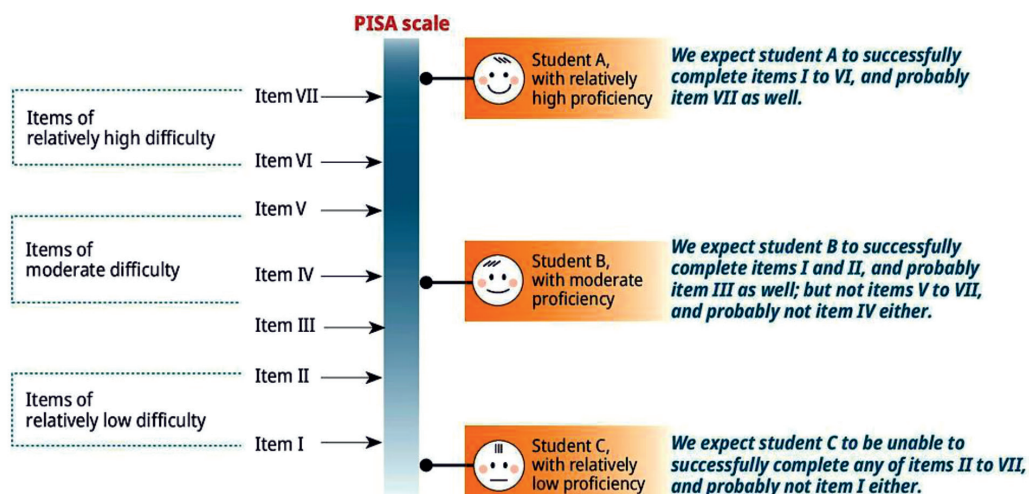 PISA scale
Items of
relatively high difficulty
Item VII
Item VI
Items of
moderate difficulty
Item V
Item IV
Item III
Items of
relatively low difficulty
Item II
Item I
Student A,
with relatively
high proficiency
We expect student A to successfully
complete items I to VI, and probably
item VII as well.
Student B,
with moderate
proficiency
We expect student B to successfully
complete items I and II, and probably
item III as well; but not items V to VII,
and probably not item IV either.
Student C,
with relatively
low proficiency
We expect student C to be unable to
successfully complete any of items II to VII,
and probably not item I either.